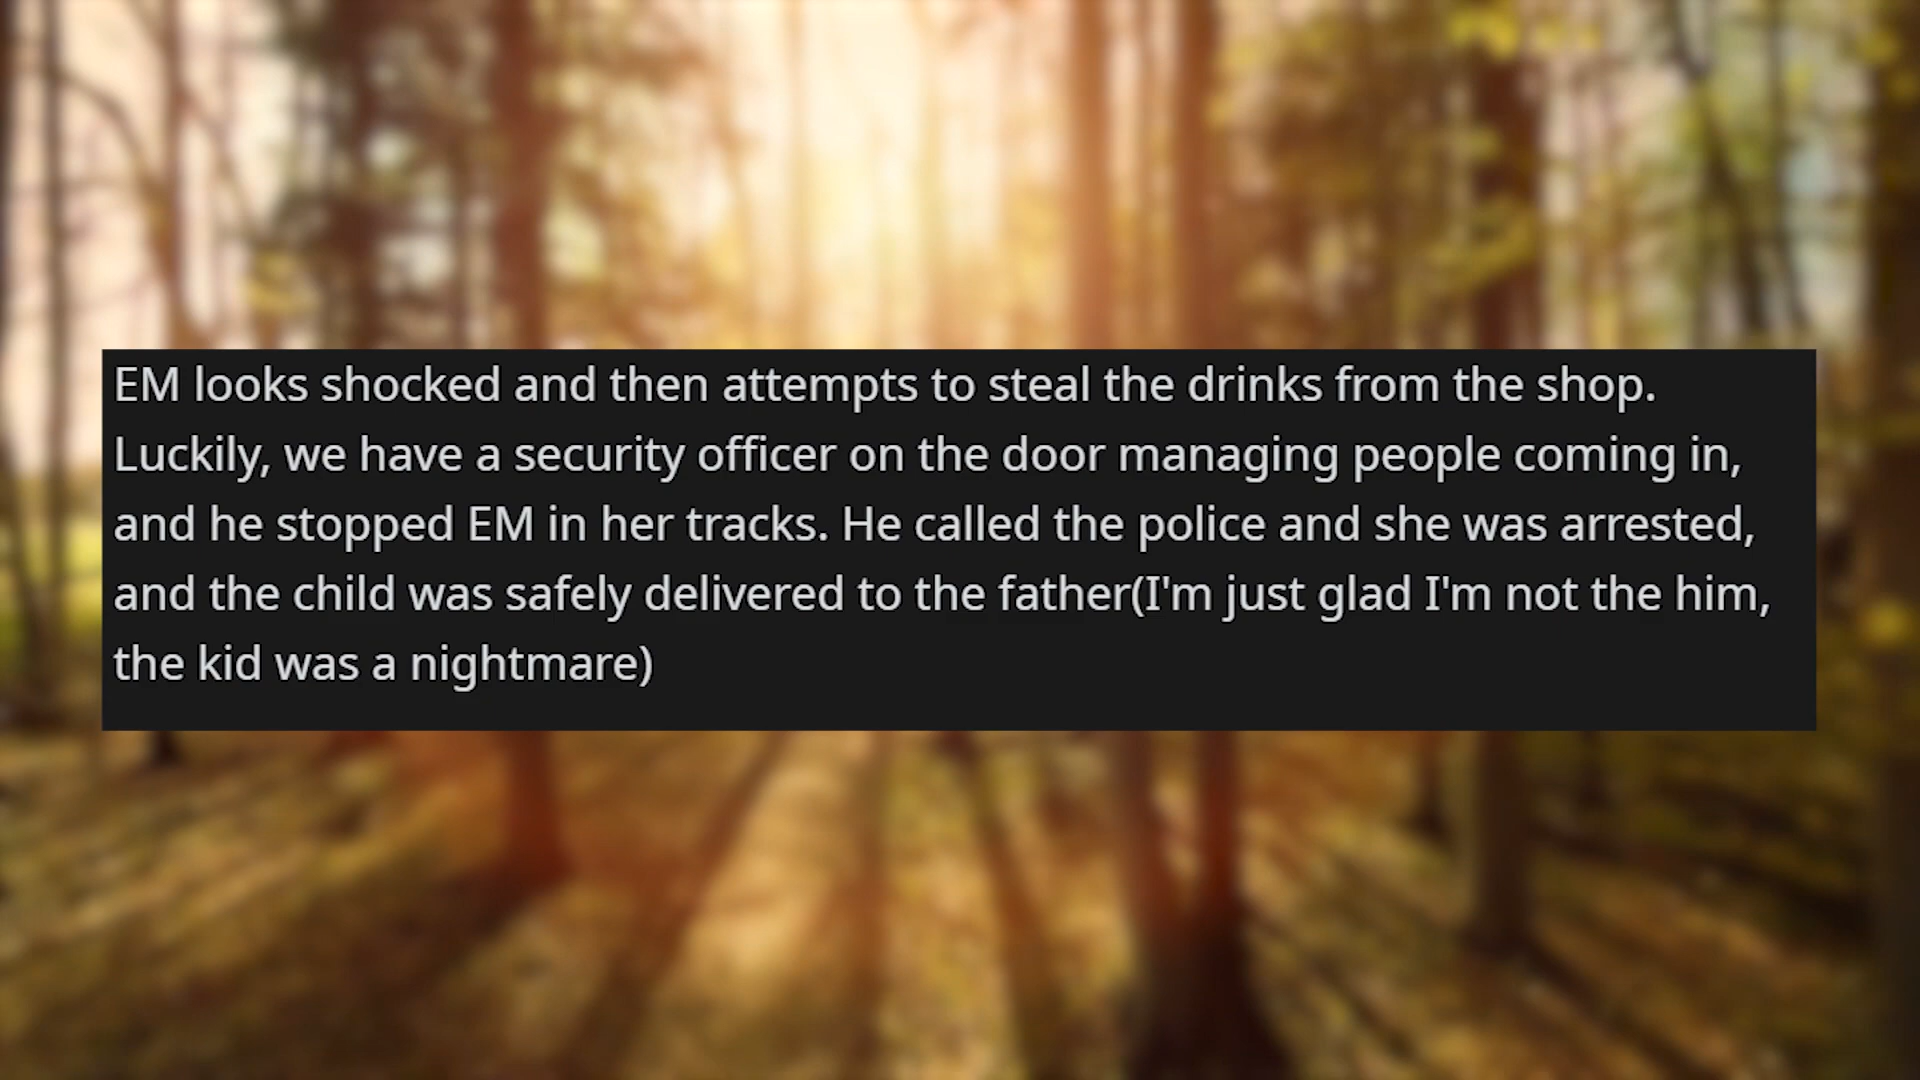 EM looks shocked and then attempts to steal the drinks from the shop.
Luckily, we have a security officer on the door managing people coming in,
and he stopped EM in her tracks. He called the police and she was arrested,
and the child was safely delivered to the father(I'm just glad I'm not the him,
the kid was a nightmare)